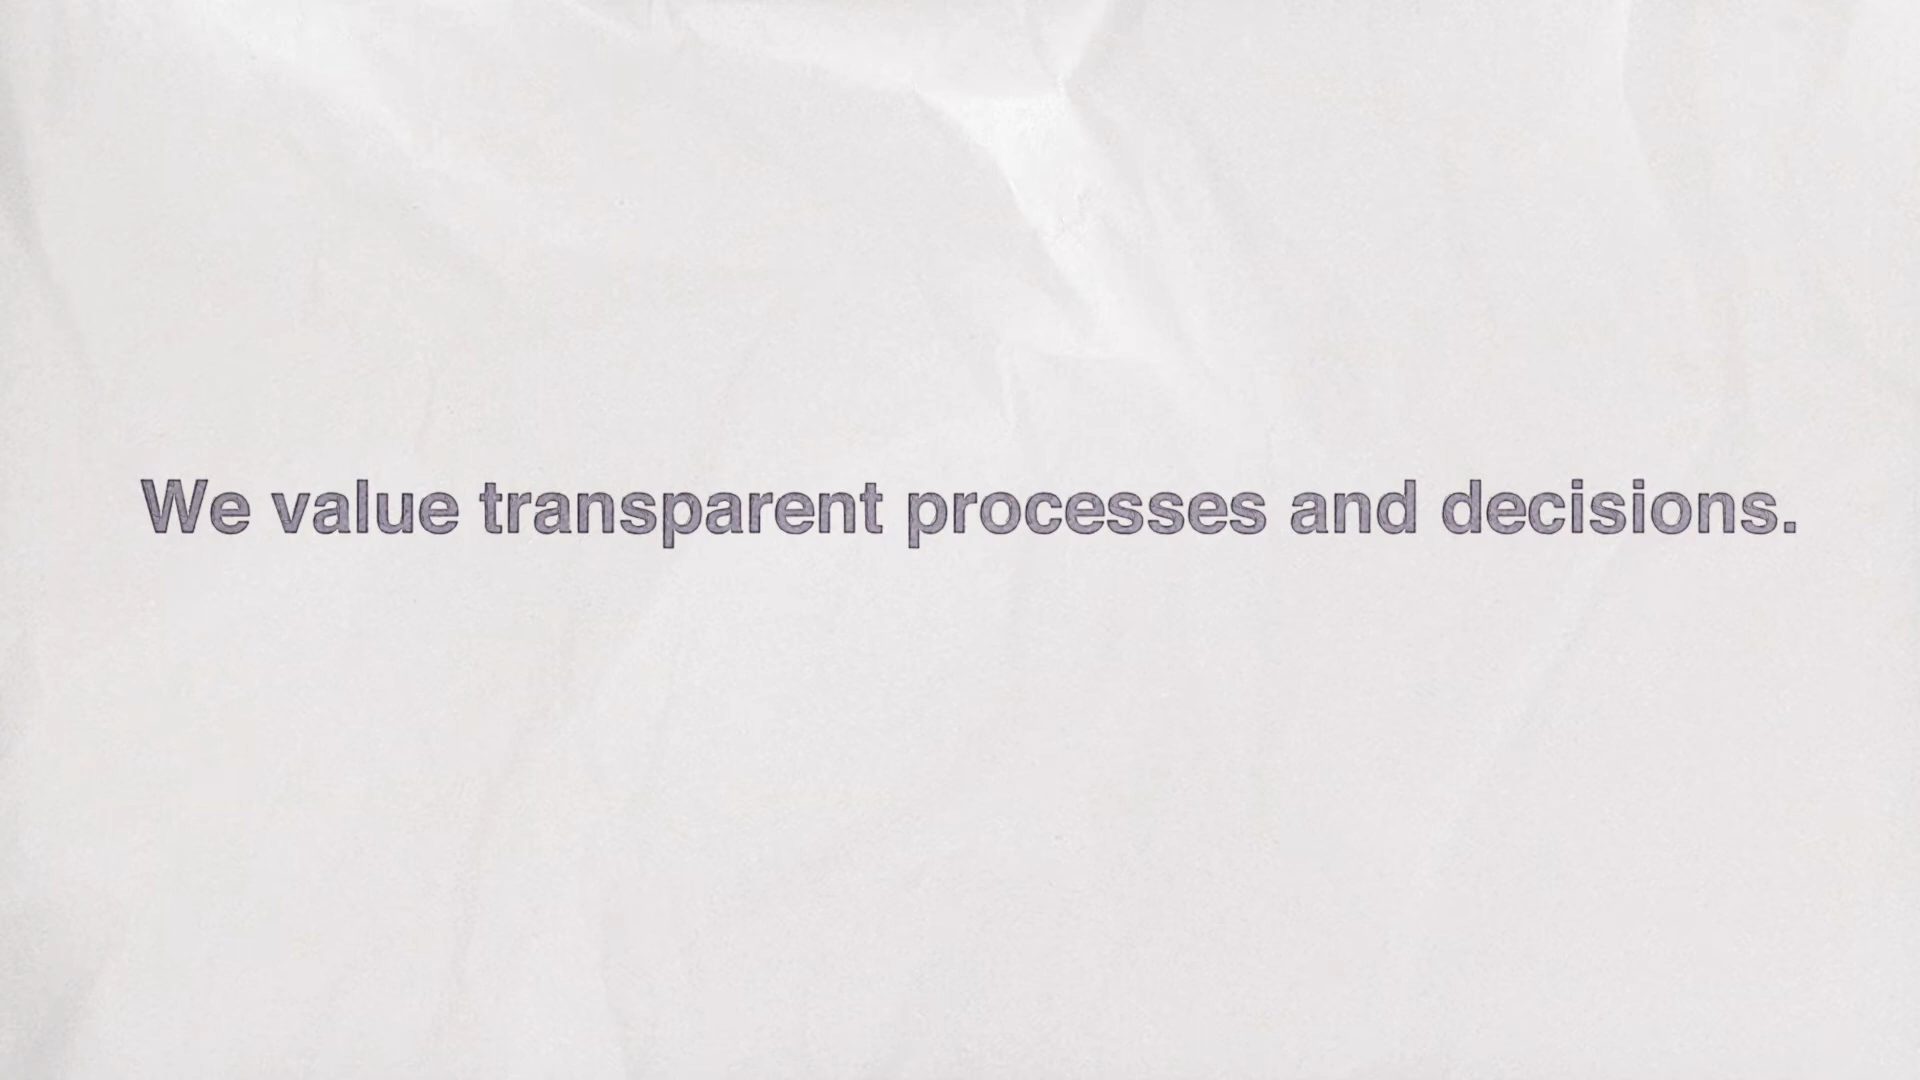 We value transparent processes and decisions.